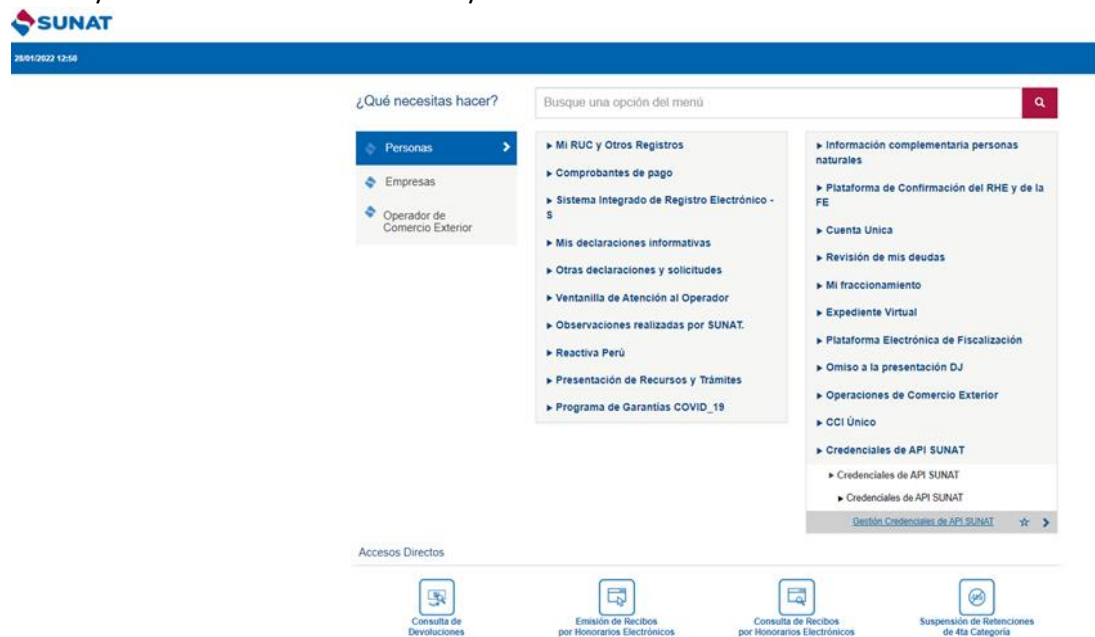 SUNAT
28/01/2022 12:50
¿Qué necesitas hacer?
Busque una opción del menú
Personas
Empresas
Operador de
Comercio Exterior
Mi RUC y Otros Registros
Comprobantes de pago
Sistema Integrado de Registro Electrónico -
S
Mis declaraciones informativas
Otras declaraciones y solicitudes
Ventanilla de Atención al Operador
Observaciones realizadas por SUNAT.
Reactiva Perú
Presentación de Recursos y Trámites
Programa de Garantías COVID_19
Información complementaria personas
naturales
Plataforma de Confirmación del RHE y de la
FE
Cuenta Unica
Revisión de mis deudas
Mi fraccionamiento
Expediente Virtual
Plataforma Electrónica de Fiscalización
Omiso a la presentación DJ
Operaciones de Comercio Exterior
CCI Único
Credenciales de API SUNAT
Credenciales de API SUNAT
Credenciales de API SUNAT
Gestión Credenciales de API SUNAT
Accesos Directos
Consulta de
Devoluciones
Emisión de Recibos
por Honorarios Electrónicos
Consulta de Recibos
por Honorarios Electrónicos
Suspensión de Retenciones
de 4ta Categoría